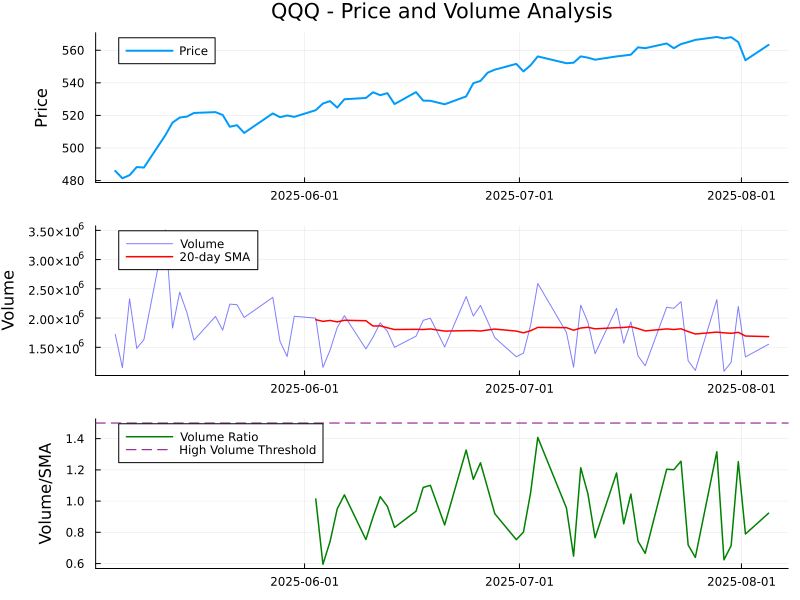 QQQ - Price and Volume Analysis
Price
Price
560
540
520
500
480
2025-06-01 2025-07-01 2025-08-01
Volume
Volume
20-day SMA
3.50×10⁶
3.00×10⁶
2.50×10⁶
2.00×10⁶
1.50×10⁶
2025-06-01 2025-07-01 2025-08-01
Volume/SMA
Volume Ratio
High Volume Threshold
1.4
1.2
1.0
0.8
0.6
2025-06-01 2025-07-01 2025-08-01